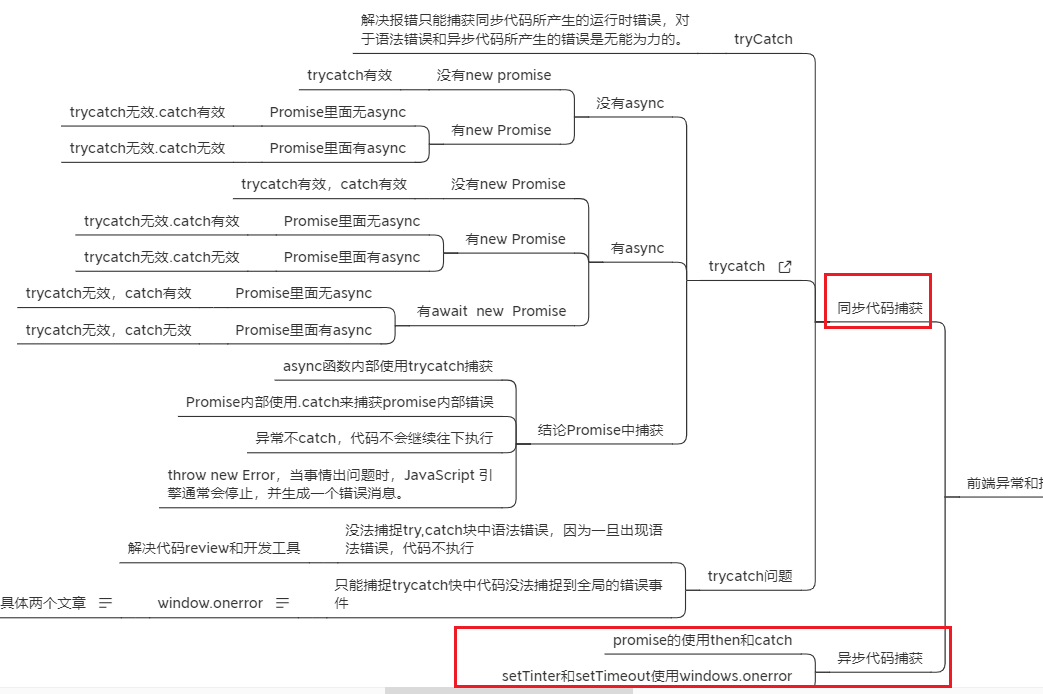 解决报错只能捕获同步代码所产生的运行时错误，对
于语法错误和异步代码所产生的错误是无能为力的。
tryCatch
trycatch有效
没有new promise
没有async
trycatch无效.catch有效
Promise里面无async
有new Promise
trycatch无效.catch无效
Promise里面有async
trycatch有效，catch有效
没有new Promise
trycatch无效.catch有效
Promise里面无async
有new Promise
有async
trycatch无效.catch无效
Promise里面有async
trycatch
trycatch无效，catch有效
Promise里面无async
有await new Promise
同步代码捕获
trycatch无效，catch无效
Promise里面有async
async函数内部使用trycatch捕获
Promise内部使用.catch来捕获promise内部错误
结论Promise中捕获
异常不catch，代码不会继续往下执行
throw new Error，当事情出问题时，JavaScript 引
擎通常会停止，并生成一个错误消息。
前端异常和
没法捕捉try,catch块中语法错误，因为一旦出现语
法错误，代码不执行
解决代码review和开发工具
trycatch问题
只能捕捉trycatch快中代码没法捕捉到全局的错误事
件
window.onerror
具体两个文章
promise的使用then和catch
异步代码捕获
setTinter和setTimeout使用windows.onerror